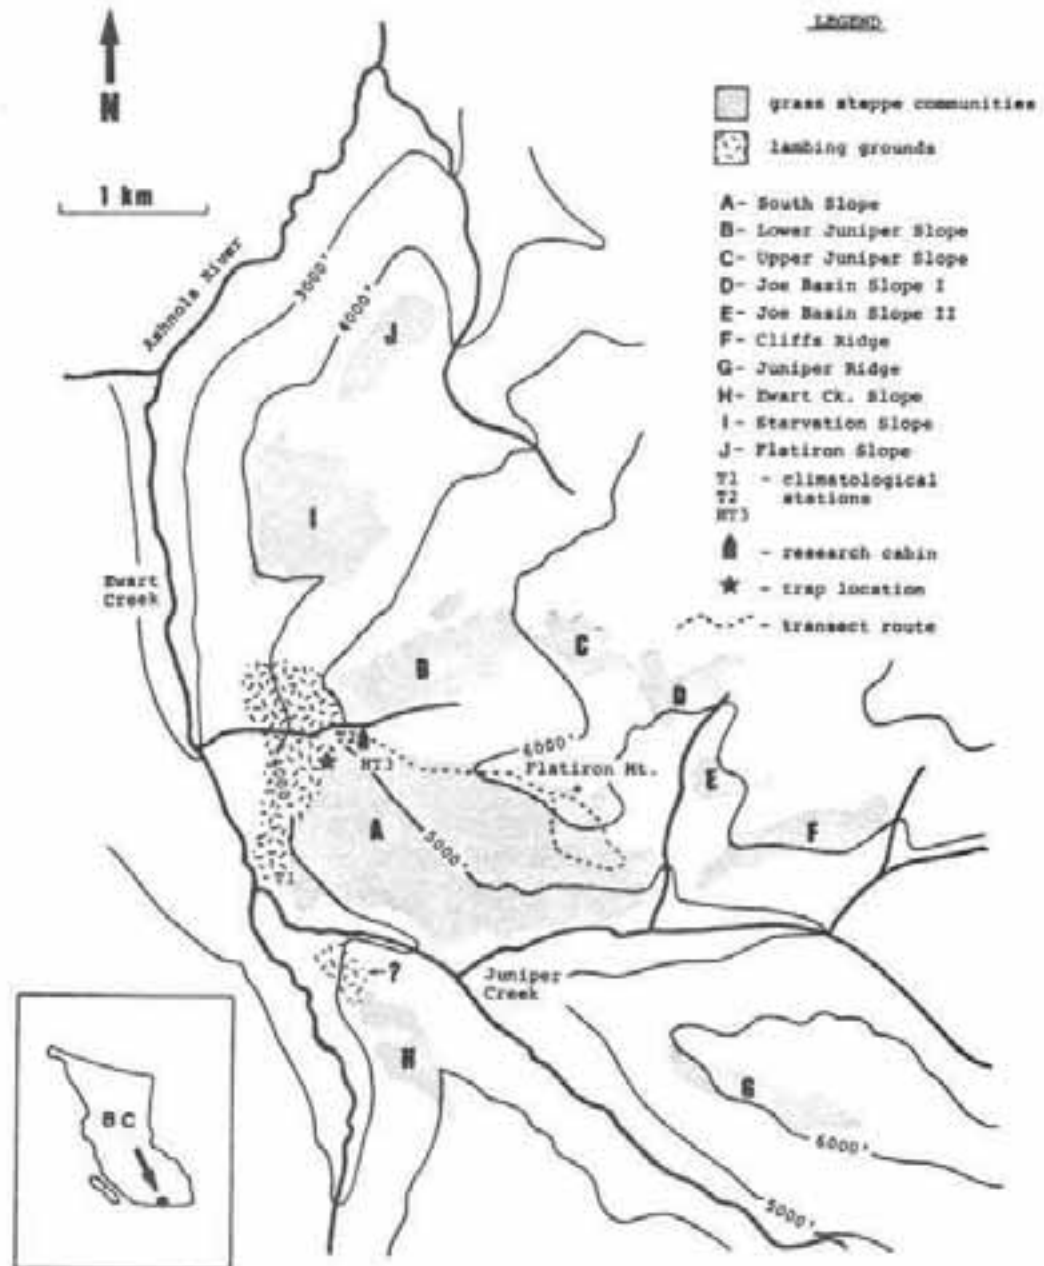 N
1 km
LEGEND
grass steppe communities
lambing grounds
A- South Slope
B- Lower Juniper Slope
C- Upper Juniper Slope
D- Joe Basin Slope I
E- Joe Basin Slope II
F- Cliffs Ridge
G- Juniper Ridge
H- Ewart Ck. Slope
I- Starvation Slope
J- Flatiron Slope
T1 - climatological
T2 stations
HT3
- research cabin
- trap location
- transect route
Ashnola River
3000'
4000'
J
I
Ewart
Creek
B
C
D
T2
HT3
6000'
Flatiron Mt.
E
A
5000'
F
T1
?
Juniper
Creek
H
G
6000'
5000'
BC